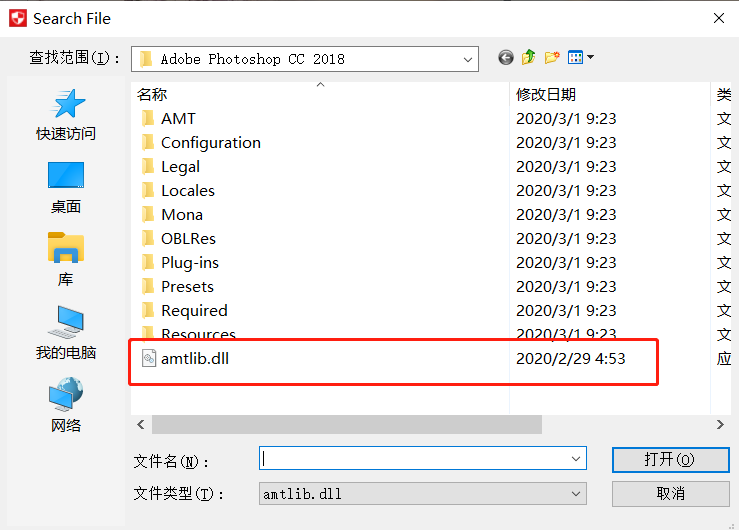 Search File
查找范围(I):
Adobe Photoshop CC 2018
名称 修改日期 类
AMT 2020/3/1 9:23 文
Configuration 2020/3/1 9:23 文
Legal 2020/3/1 9:23 文
Locales 2020/3/1 9:23 文
Mona 2020/3/1 9:23 文
OBLRes 2020/3/1 9:23 文
Plug-ins 2020/3/1 9:23 文
Presets 2020/3/1 9:23 文
Required 2020/3/1 9:23 文
Resources 2020/3/1 9:23 文
amtlib.dll 2020/2/29 4:53 应
快速访问
桌面
库
我的电脑
网络
文件名(N):
打开(O)
文件类型(T):
amtlib.dll
取消